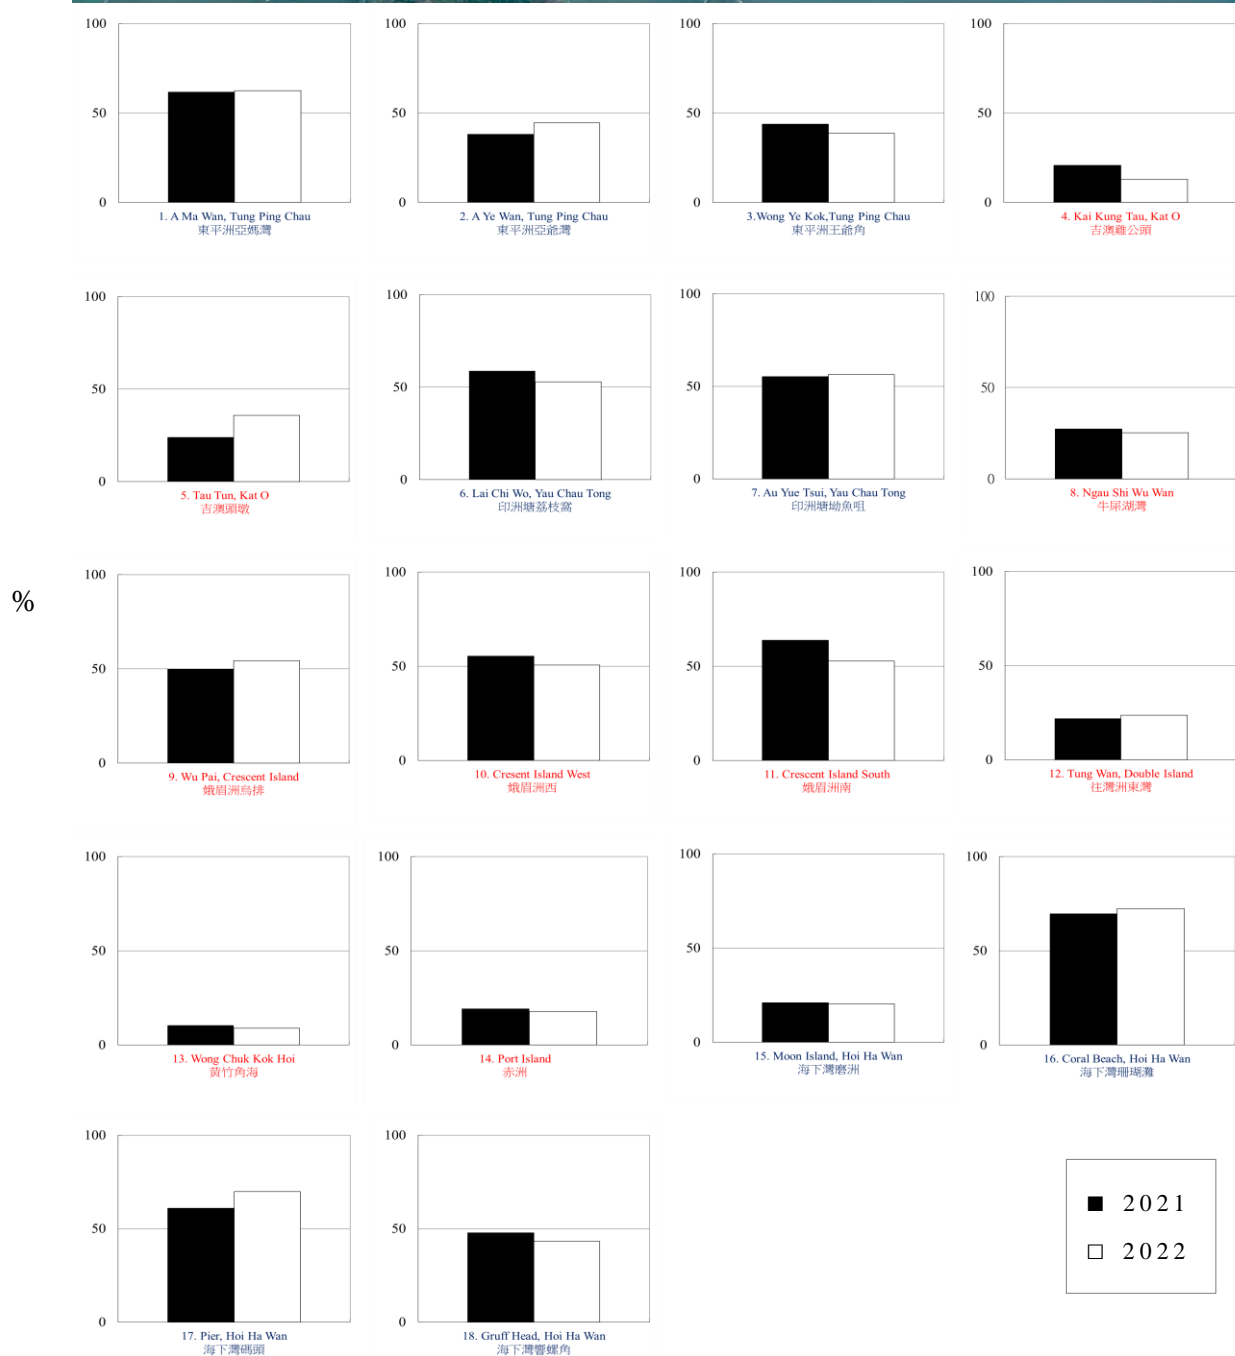 100
50
0
1. A Ma Wan, Tung Ping Chau
東平洲亞媽灣
100
50
0
2. A Ye Wan, Tung Ping Chau
東平洲亞爺灣
100
50
0
3.Wong Ye Kok,Tung Ping Chau
東平洲王爺角
100
50
0
4. Kai Kung Tau, Kat O
吉澳雞公頭
100
50
0
5. Tau Tun, Kat O
吉澳頭墩
100
50
0
6. Lai Chi Wo, Yau Chau Tong
印洲塘荔枝窩
100
50
0
7. Au Yue Tsui, Yau Chau Tong
印洲塘坳魚咀
100
50
0
8. Ngau Shi Wu Wan
牛屎湖灣
%
100
50
0
9. Wu Pai, Crescent Island
娥眉洲烏排
100
50
0
10. Cresent Island West
娥眉洲西
100
50
0
11. Crescent Island South
娥眉洲南
100
50
0
12. Tung Wan, Double Island
往灣洲東灣
100
50
0
13. Wong Chuk Kok Hoi
黃竹角海
100
50
0
14. Port Island
赤洲
100
50
0
15. Moon Island, Hoi Ha Wan
海下灣磨洲
100
50
0
16. Coral Beach, Hoi Ha Wan
海下灣珊瑚灘
100
50
0
17. Pier, Hoi Ha Wan
海下灣碼頭
100
50
0
18. Gruff Head, Hoi Ha Wan
海下灣響螺角
2021
2022